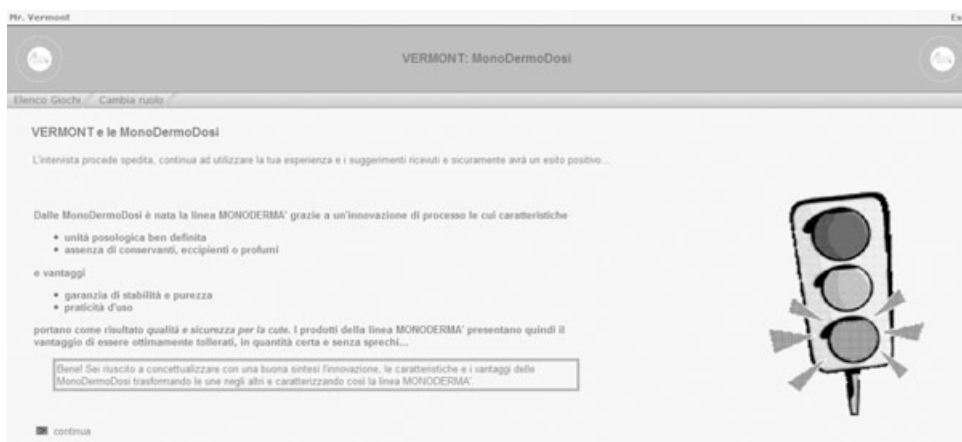 Mr. Vermont
Es
VERMONT: MonoDermoDosi
Elenco Giochi
Cambia ruolo
VERMONT e le MonoDermoDosi
L'intervista procede spedita, continua ad utilizzare la tua esperienza e i suggerimenti ricevuti e sicuramente avrà un esito positivo...
Dalle MonoDermoDosi è nata la linea MONODERMA' grazie a un'innovazione di processo le cui caratteristiche
• unità posologica ben definita
• assenza di conservanti, eccipienti o profumi
e vantaggi
• garanzia di stabilità e purezza
• praticità d'uso
portano come risultato qualità e sicurezza per la cute. I prodotti della linea MONODERMA' presentano quindi il
vantaggio di essere ottimamente tollerati, in quantità certa e senza sprechi...
Bene! Sei riuscito a concettualizzare con una buona sintesi l'innovazione, le caratteristiche e i vantaggi delle
MonoDermoDosi trasformando le une negli altri e caratterizzando così la linea MONODERMA'.
continua